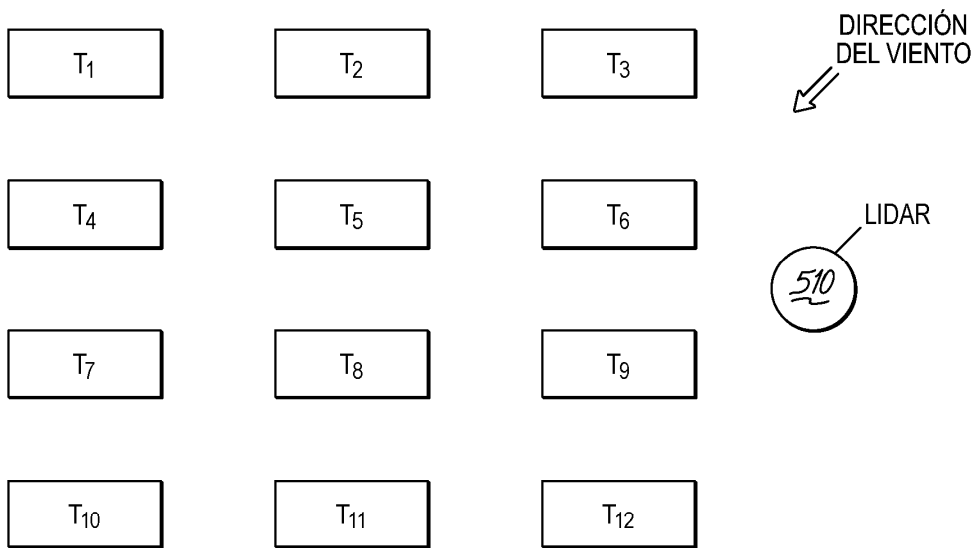 DIRECCIÓN
DEL VIENTO
T1 T2 T3
T4 T5 T6
LIDAR
510
T7 T8 T9
T10 T11 T12